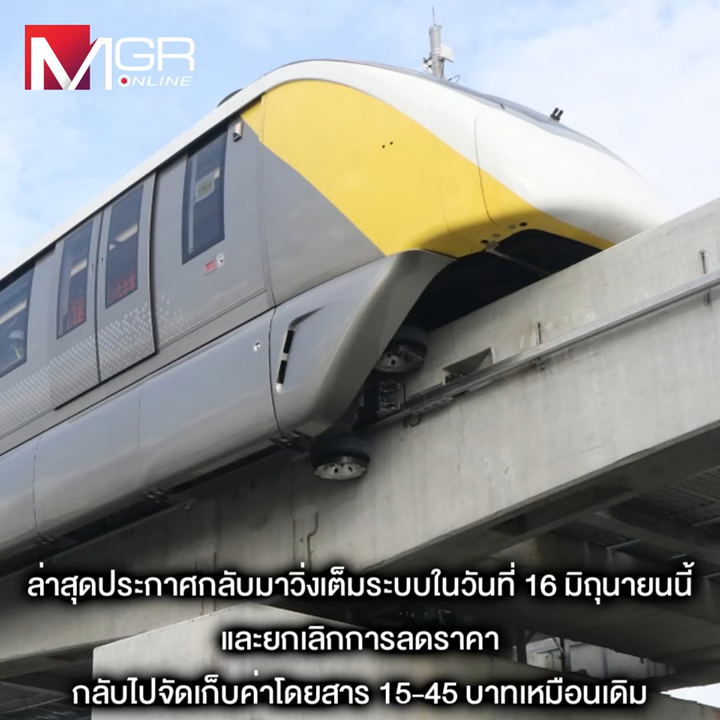 MGR
ONLINE
ล่าสุดประกาศกลับมาวิ่งเต็มระบบในวันที่ 16 มิถุนายนนี้
และยกเลิกการลดราคา
กลับไปจัดเก็บค่าโดยสาร 15-45 บาทเหมือนเดิม